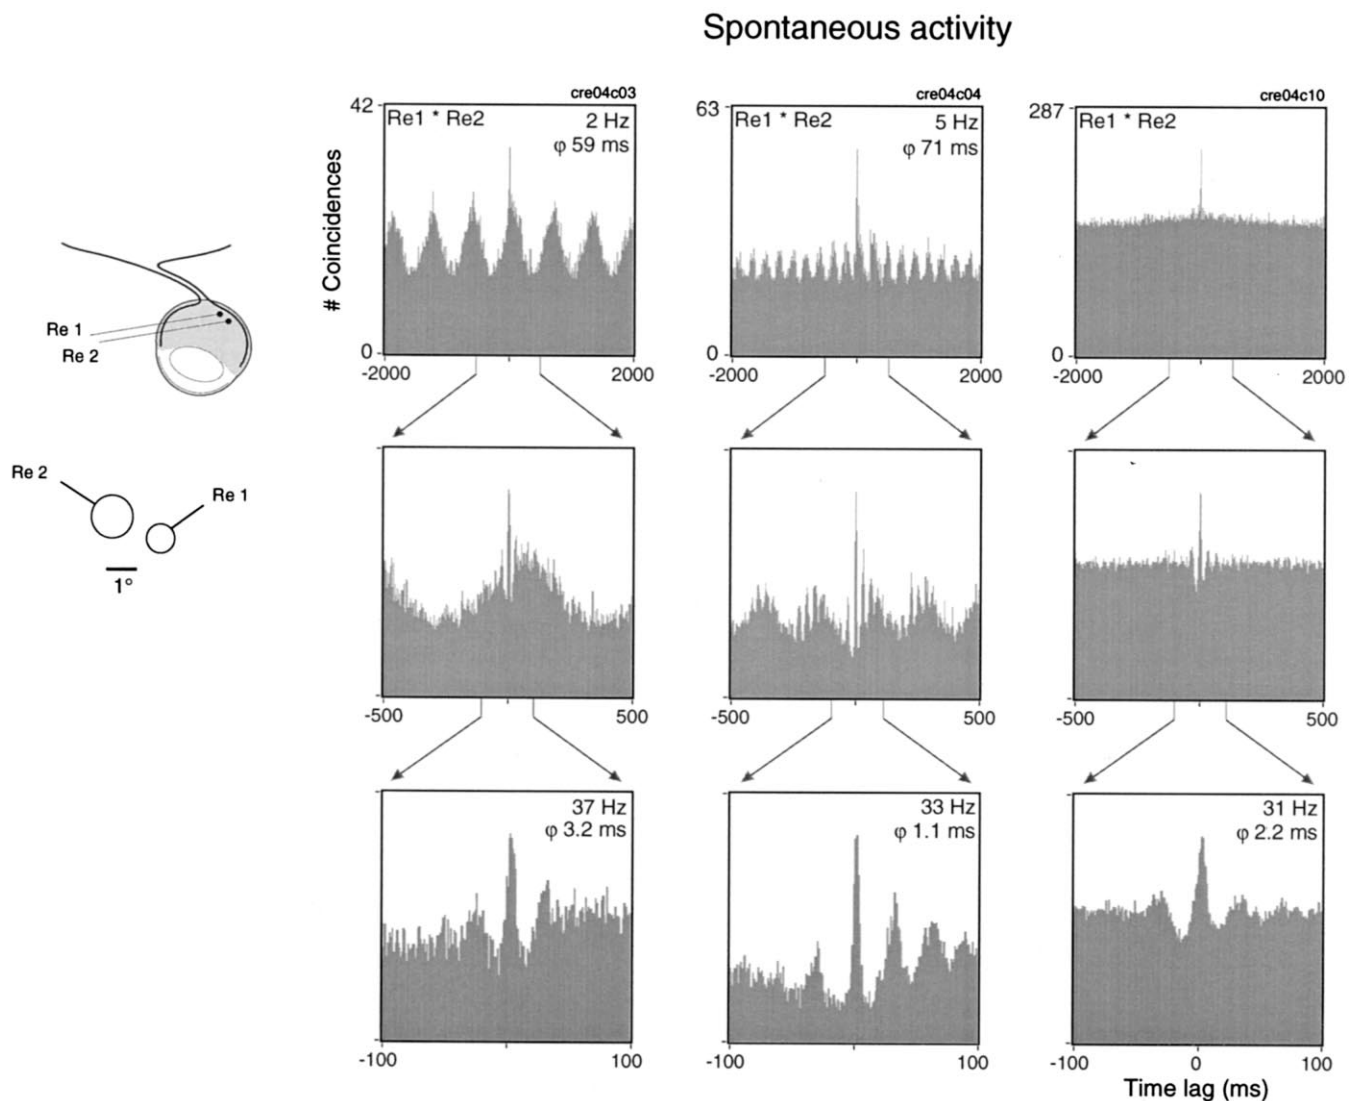 Spontaneous activity
cre04c03
42
Re1 * Re2
2 Hz
φ 59 ms
# Coincidences
0
-2000
2000
cre04c04
63
Re1 * Re2
5 Hz
φ 71 ms
0
-2000
2000
cre04c10
287
Re1 * Re2
0
-2000
2000
Re 1
Re 2
Re 2
Re 1
1°
-500
500
-500
500
-500
500
37 Hz
φ 3.2 ms
-100
100
33 Hz
φ 1.1 ms
-100
100
31 Hz
φ 2.2 ms
-100
0
100
Time lag (ms)